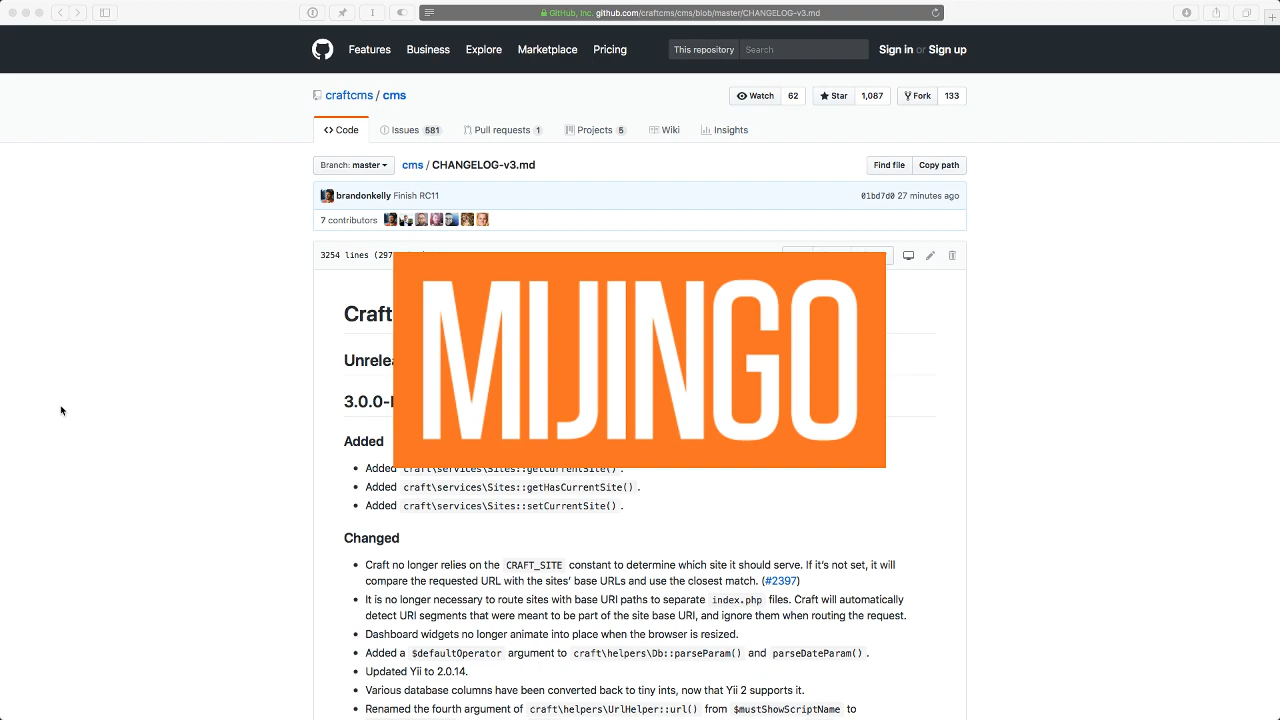 GitHub, Inc. github.com/craftcms/cms/blob/master/CHANGELOG-v3.md
Features Business Explore Marketplace Pricing This repository Search Sign in or Sign up
craftcms / cms Watch 62 Star 1,087 Fork 133
Code Issues 581 Pull requests 1 Projects 5 Wiki Insights
Branch: master cms / CHANGELOG-v3.md Find file Copy path
brandonkelly Finish RC11 01bd7d0 27 minutes ago
7 contributors
3254 lines (297
MIJINGO
Craft
Unrelea
3.0.0-
Added
Added craft\services\Sites::getCurrentSite().
Added craft\services\Sites::getHasCurrentSite().
Added craft\services\Sites::setCurrentSite().
Changed
Craft no longer relies on the CRAFT_SITE constant to determine which site it should serve. If it's not set, it will
compare the requested URL with the sites' base URLs and use the closest match. (#2397)
It is no longer necessary to route sites with base URI paths to separate index.php files. Craft will automatically
detect URI segments that were meant to be part of the site base URI, and ignore them when routing the request.
Dashboard widgets no longer animate into place when the browser is resized.
Added a $defaultOperator argument to craft\helpers\Db::parseParam() and parseDateParam().
Updated Yii to 2.0.14.
Various database columns have been converted back to tiny ints, now that Yii 2 supports it.
Renamed the fourth argument of craft\helpers\UrlHelper::url() from $mustShowScriptName to